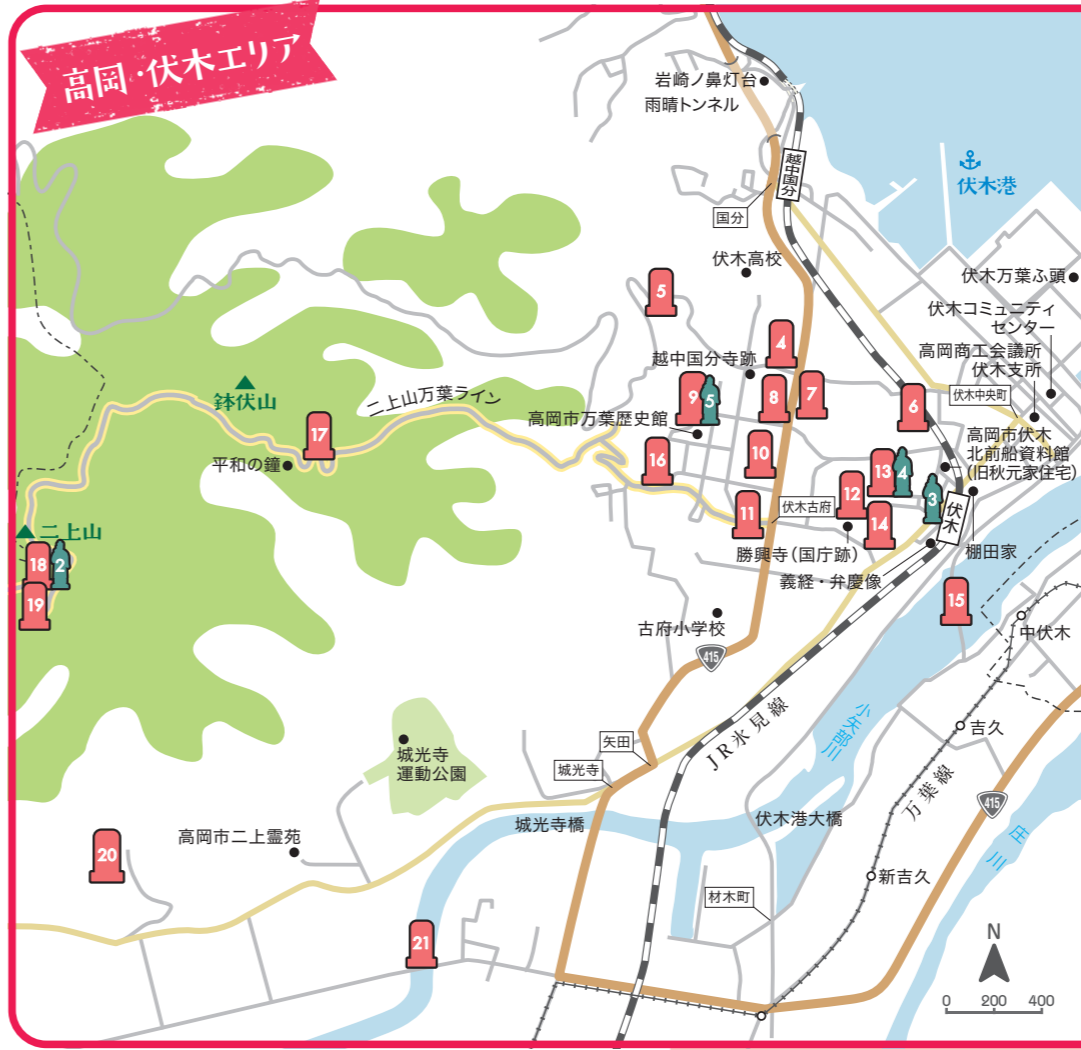 高岡・伏木エリア
岩崎ノ鼻灯台
雨晴トンネル
越中国分
伏木港
国分
伏木高校
伏木万葉ふ頭
伏木コミュニティ
センター
高岡商工会議所
伏木支所
伏木中央町
5
4
越中国分寺跡
9
5
8
7
6
鉢伏山
二上山万葉ライン
高岡市万葉歴史館
高岡市伏木
北前船資料館
(旧秋元家住宅)
17
平和の鐘
16
10
13
4
3
12
11
伏木古府
14
伏木
勝興寺(国庁跡)
棚田家
義経・弁慶像
二上山
18
2
19
15
中伏木
古府小学校
415
JR氷見線
小矢部川
吉久
万葉線
矢田
城光寺
城光寺
運動公園
415
庄川
城光寺橋
伏木港大橋
高岡市二上霊苑
20
新吉久
材木町
21
N
0 200 400